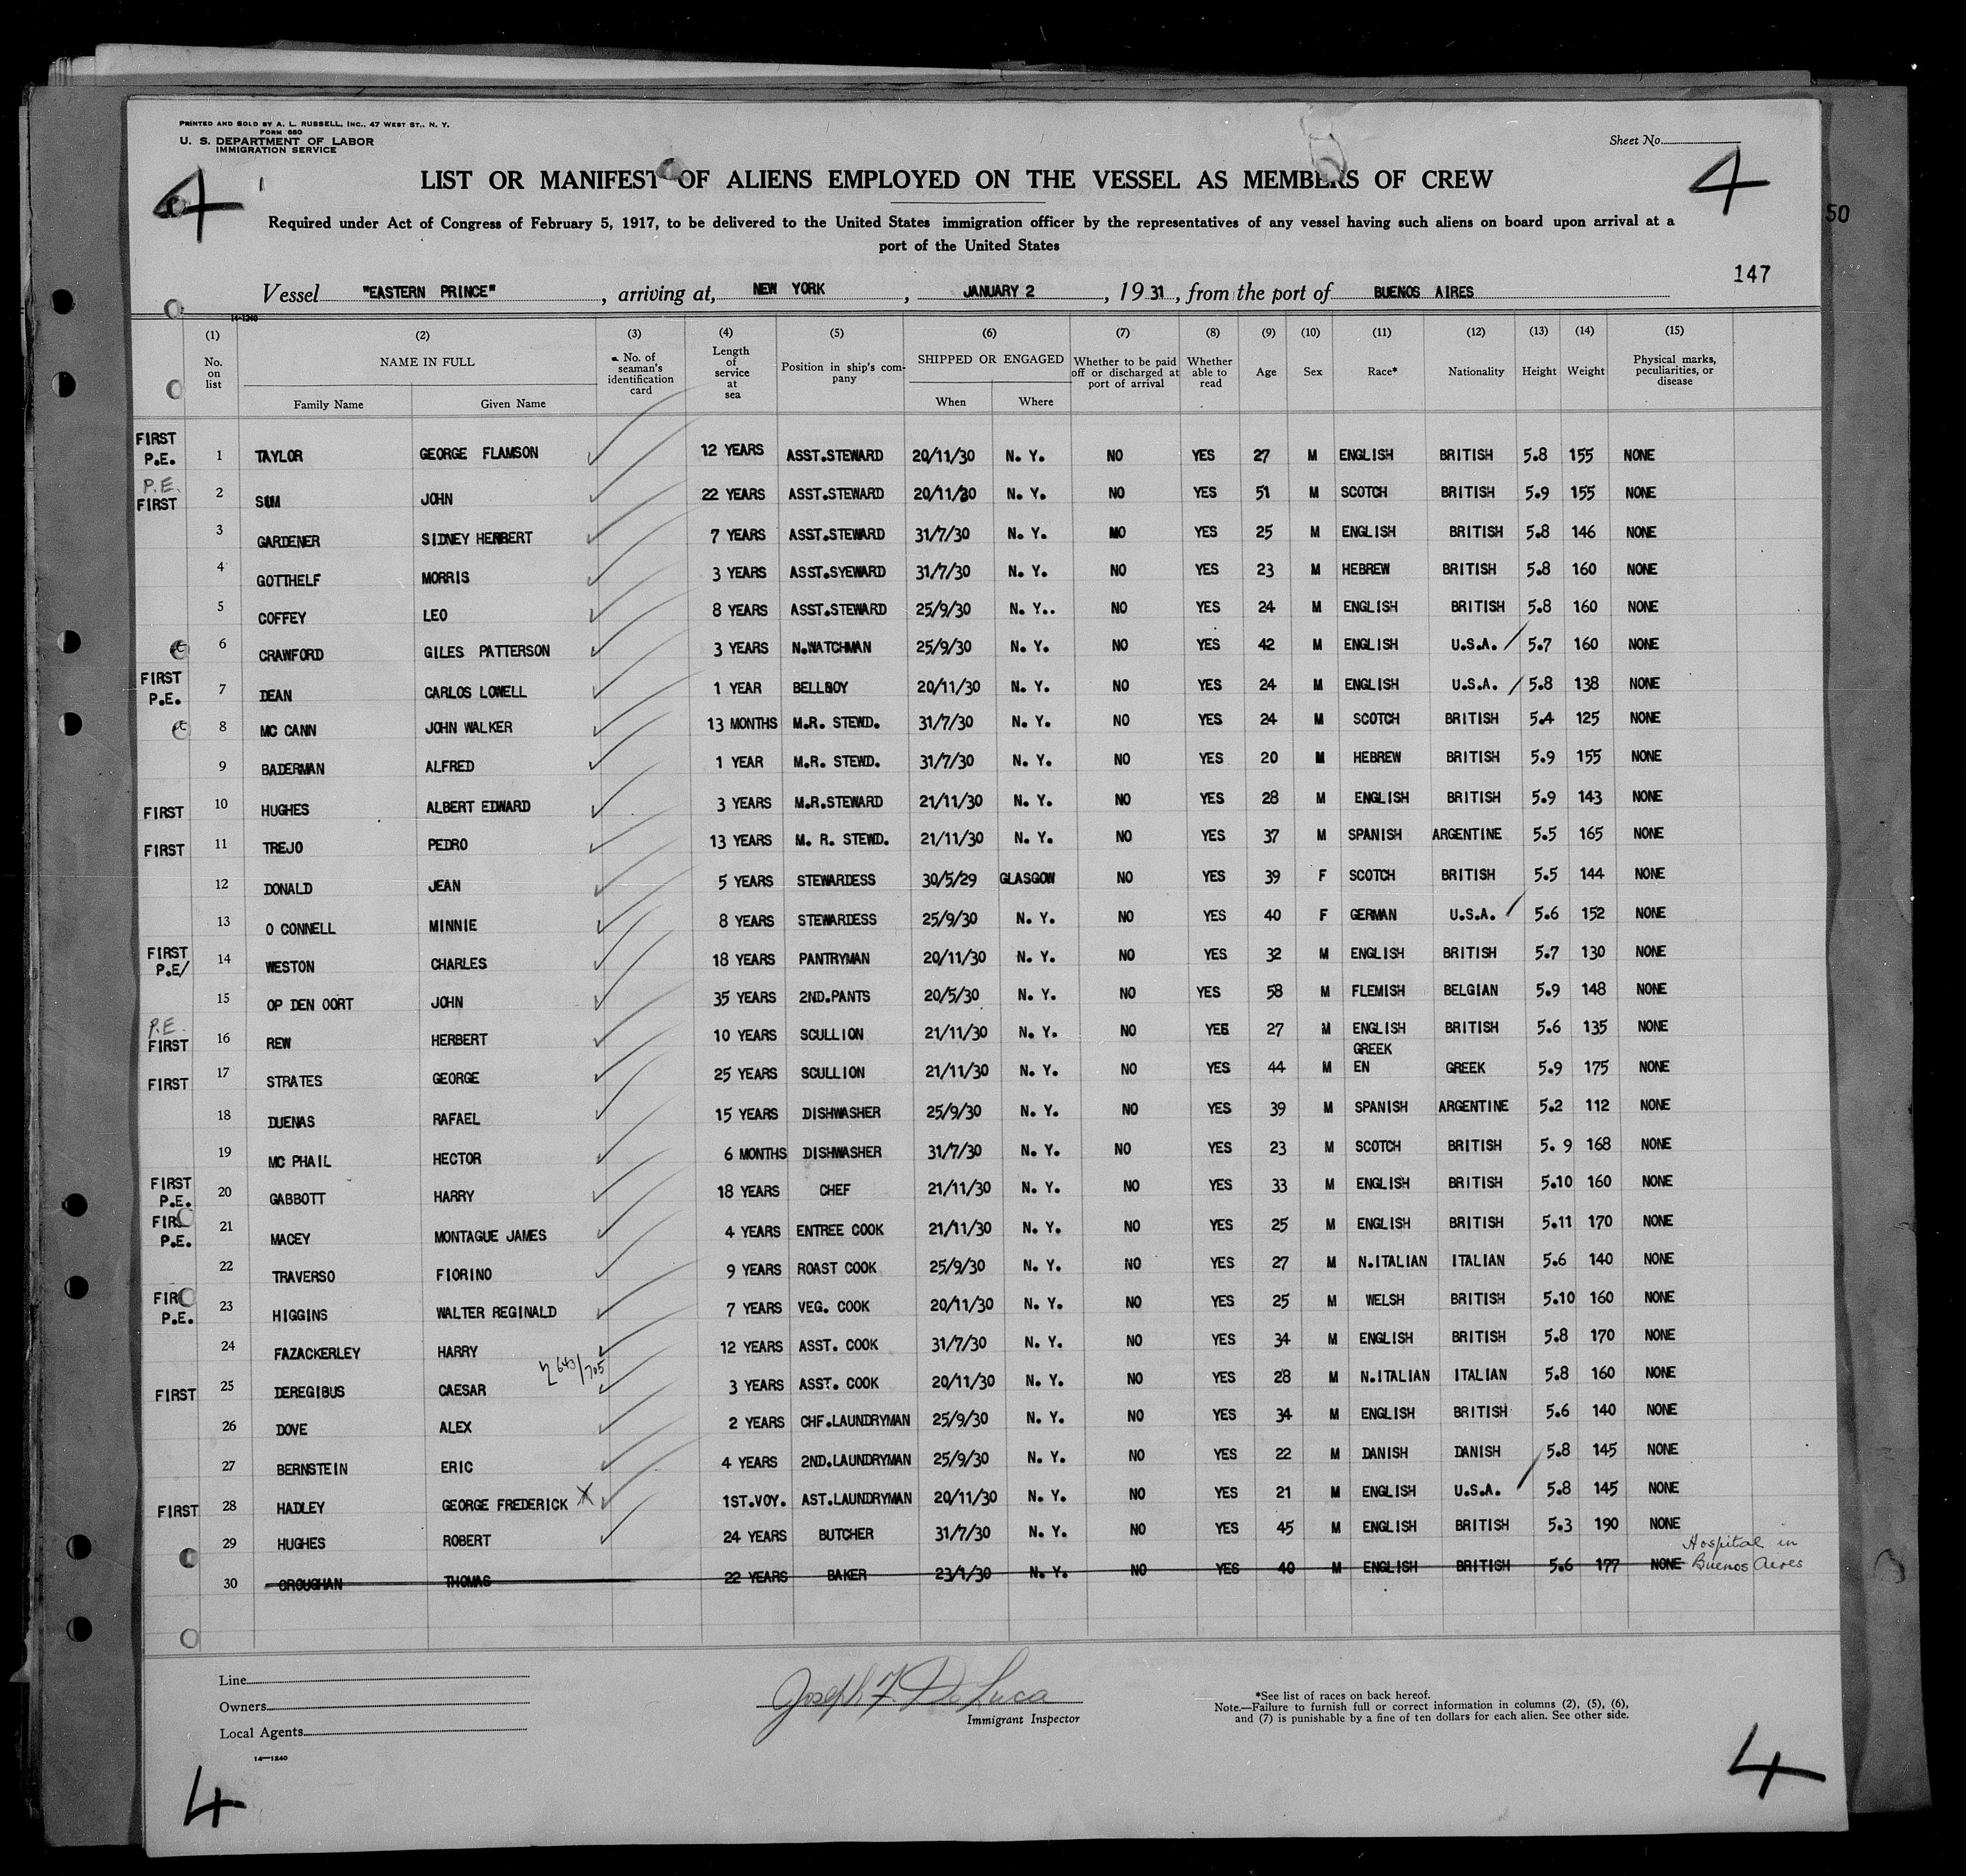 PRINTED AND SOLD BY A. L. RUSSELL, INC., 47 WEST ST., N. Y.
FORM 680
U. S. DEPARTMENT OF LABOR
IMMIGRATION SERVICE
Sheet No.
4 4
LIST OR MANIFEST OF ALIENS EMPLOYED ON THE VESSEL AS MEMBERS OF CREW
Required under Act of Congress of February 5, 1917, to be delivered to the United States immigration officer by the representatives of any vessel having such aliens on board upon arrival at a
port of the United States
50
147
Vessel "EASTERN PRINCE", arriving at, NEW YORK, JANUARY 2, 19 31, from the port of BUENOS AIRES
14-1240
(1) (2) (3) (4) (5) (6) (7) (8) (9) (10) (11) (12) (13) (14) (15)
No. on list NAME IN FULL No. of seaman's identification card Length of service at sea Position in ship's company SHIPPED OR ENGAGED Whether to be paid off or discharged at port of arrival Whether able to read Age Sex Race* Nationality Height Weight Physical marks, peculiarities, or disease
Family Name Given Name When Where
FIRST P.E. 1 TAYLOR GEORGE FLAMSON 12 YEARS ASST.STEWARD 20/11/30 N. Y. NO YES 27 M ENGLISH BRITISH 5.8 155 NONE
P.E. FIRST 2 SIM JOHN 22 YEARS ASST.STEWARD 20/11/30 N. Y. NO YES 51 M SCOTCH BRITISH 5.9 155 NONE
3 GARDENER SIDNEY HERBERT 7 YEARS ASST.STEWARD 31/7/30 N. Y. NO YES 25 M ENGLISH BRITISH 5.8 146 NONE
4 GOTTHELF MORRIS 3 YEARS ASST.SYEWARD 31/7/30 N. Y. NO YES 23 M HEBREW BRITISH 5.8 160 NONE
5 COFFEY LEO 8 YEARS ASST.STEWARD 25/9/30 N. Y.. NO YES 24 M ENGLISH BRITISH 5.8 160 NONE
6 CRAWFORD GILES PATTERSON 3 YEARS N.WATCHMAN 25/9/30 N. Y. NO YES 42 M ENGLISH U.S.A. / 5.7 160 NONE
FIRST P.E. 7 DEAN CARLOS LOWELL 1 YEAR BELLBOY 20/11/30 N. Y. NO YES 24 M ENGLISH U.S.A. / 5.8 138 NONE
8 MC CANN JOHN WALKER 13 MONTHS M.R. STEWD. 31/7/30 N. Y. NO YES 24 M SCOTCH BRITISH 5.4 125 NONE
9 BADERMAN ALFRED 1 YEAR M.R. STEWD. 31/7/30 N. Y. NO YES 20 M HEBREW BRITISH 5.9 155 NONE
FIRST 10 HUGHES ALBERT EDWARD 3 YEARS M.R.STEWARD 21/11/30 N. Y. NO YES 28 M ENGLISH BRITISH 5.9 143 NONE
FIRST 11 TREJO PEDRO 13 YEARS M. R. STEWD. 21/11/30 N. Y. NO YES 37 M SPANISH ARGENTINE 5.5 165 NONE
12 DONALD JEAN 5 YEARS STEWARDESS 30/5/29 GLASGOW NO YES 39 F SCOTCH BRITISH 5.5 144 NONE
13 O CONNELL MINNIE 8 YEARS STEWARDESS 25/9/30 N. Y. NO YES 40 F GERMAN U.S.A. / 5.6 152 NONE
FIRST P.E/ 14 WESTON CHARLES 18 YEARS PANTRYMAN 20/11/30 N. Y. NO YES 32 M ENGLISH BRITISH 5.7 130 NONE
15 OP DEN OORT JOHN 35 YEARS 2ND.PANTS 20/5/30 N. Y. NO YES 58 M FLEMISH BELGIAN 5.9 148 NONE
P.E. FIRST 16 REW HERBERT 10 YEARS SCULLION 21/11/30 N. Y. NO YES 27 M ENGLISH BRITISH 5.6 135 NONE
GREEK
FIRST 17 STRATES GEORGE 25 YEARS SCULLION 21/11/30 N. Y. NO YES 44 M EN GREEK 5.9 175 NONE
18 DUENAS RAFAEL 15 YEARS DISHWASHER 25/9/30 N. Y. NO YES 39 M SPANISH ARGENTINE 5.2 112 NONE
19 MC PHAIL HECTOR 6 MONTHS DISHWASHER 31/7/30 N. Y. NO YES 23 M SCOTCH BRITISH 5. 9 168 NONE
FIRST P.E. 20 GABBOTT HARRY 18 YEARS CHEF 21/11/30 N. Y. NO YES 33 M ENGLISH BRITISH 5.10 160 NONE
FIRS P.E. 21 MACEY MONTAGUE JAMES 4 YEARS ENTREE COOK 21/11/30 N. Y. NO YES 25 M ENGLISH BRITISH 5.11 170 NONE
22 TRAVERSO FIORINO 9 YEARS ROAST COOK 25/9/30 N. Y. NO YES 27 M N.ITALIAN ITALIAN 5.6 140 NONE
FIR P.E. 23 HIGGINS WALTER REGINALD 7 YEARS VEG. COOK 20/11/30 N. Y. NO YES 25 M WELSH BRITISH 5.10 160 NONE
24 FAZACKERLEY HARRY 12 YEARS ASST. COOK 31/7/30 N. Y. NO YES 34 M ENGLISH BRITISH 5.8 170 NONE
FIRST 25 DEREGIBUS CAESAR 3 YEARS ASST. COOK 20/11/30 N. Y. NO YES 28 M N.ITALIAN ITALIAN 5.8 160 NONE
26 DOVE ALEX 2 YEARS CHF.LAUNDRYMAN 25/9/30 N. Y. NO YES 34 M ENGLISH BRITISH 5.6 140 NONE
27 BERNSTEIN ERIC 4 YEARS 2ND.LAUNDRYMAN 25/9/30 N. Y. NO YES 22 M DANISH DANISH 5.8 145 NONE
FIRST 28 HADLEY GEORGE FREDERICK X 1ST.VOY. AST.LAUNDRYMAN 20/11/30 N. Y. NO YES 21 M ENGLISH U.S.A. / 5.8 145 NONE
29 HUGHES ROBERT 24 YEARS BUTCHER 31/7/30 N. Y. NO YES 45 M ENGLISH BRITISH 5.3 190 NONE
30 CROUGHAN THOMAS 22 YEARS BAKER 23/1/30 N. Y. NO YES 40 M ENGLISH BRITISH 5.6 177 NONE Hospital in Buenos Aires
Line
Owners
Local Agents
14—1240
Joseph F. De Luca
Immigrant Inspector
*See list of races on back hereof.
Note.—Failure to furnish full or correct information in columns (2), (5), (6),
and (7) is punishable by a fine of ten dollars for each alien. See other side.
4 4